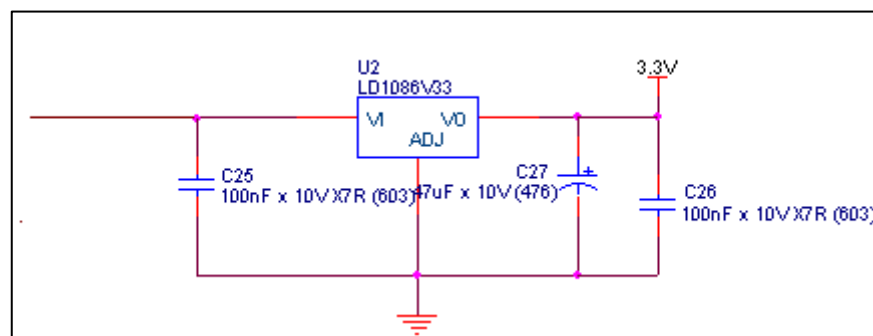 U2
LD1086V33
3.3V
VI
VO
ADJ
C25
100nF x 10V X7R (603)
C27
47uF x 10V (476)
C26
100nF x 10V X7R (603)